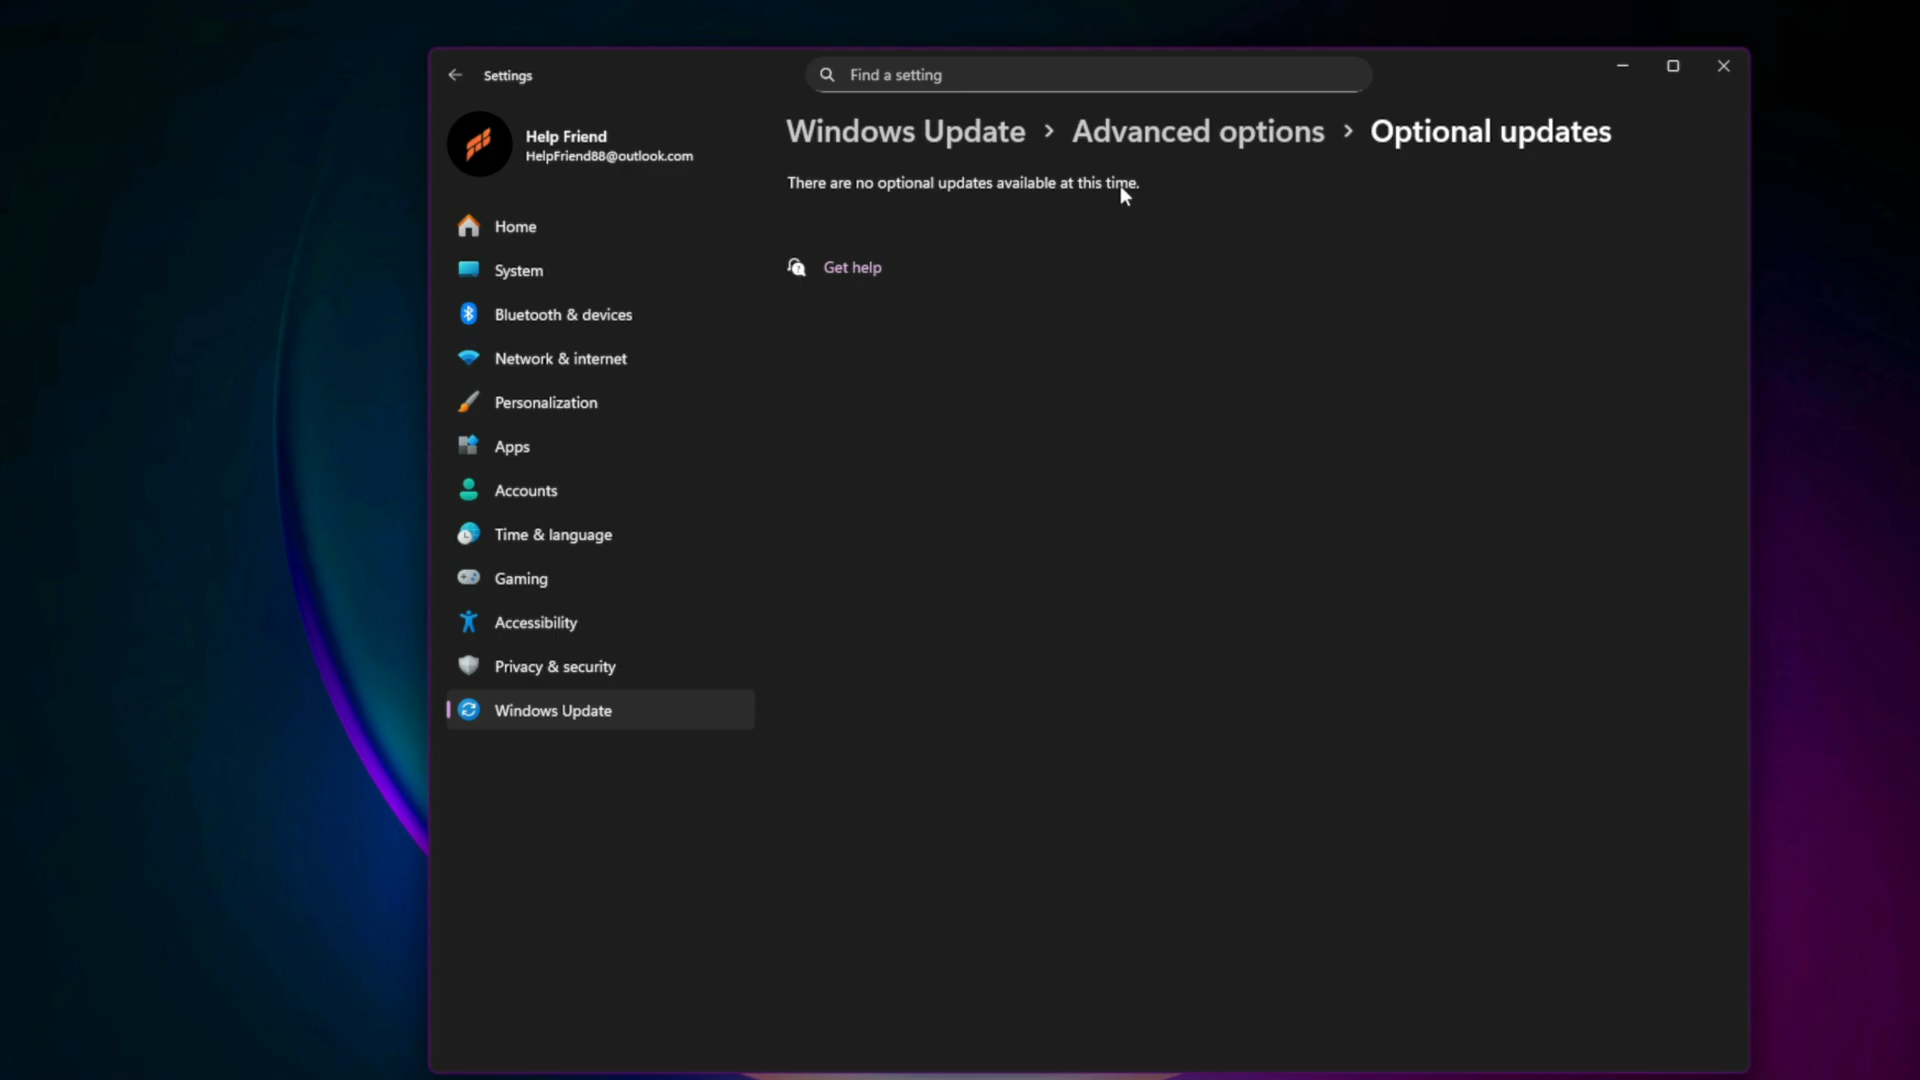 Settings
Find a setting
Help Friend
HelpFriend88@outlook.com
Windows Update > Advanced options > Optional updates
There are no optional updates available at this time.
Get help
Home
System
Bluetooth & devices
Network & internet
Personalization
Apps
Accounts
Time & language
Gaming
Accessibility
Privacy & security
Windows Update